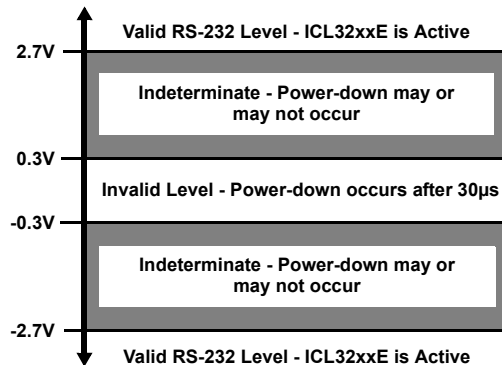 Valid RS-232 Level - ICL32xxE is Active
2.7V
Indeterminate - Power-down may or
may not occur
0.3V
Invalid Level - Power-down occurs after 30µs
-0.3V
Indeterminate - Power-down may or
may not occur
-2.7V
Valid RS-232 Level - ICL32xxE is Active